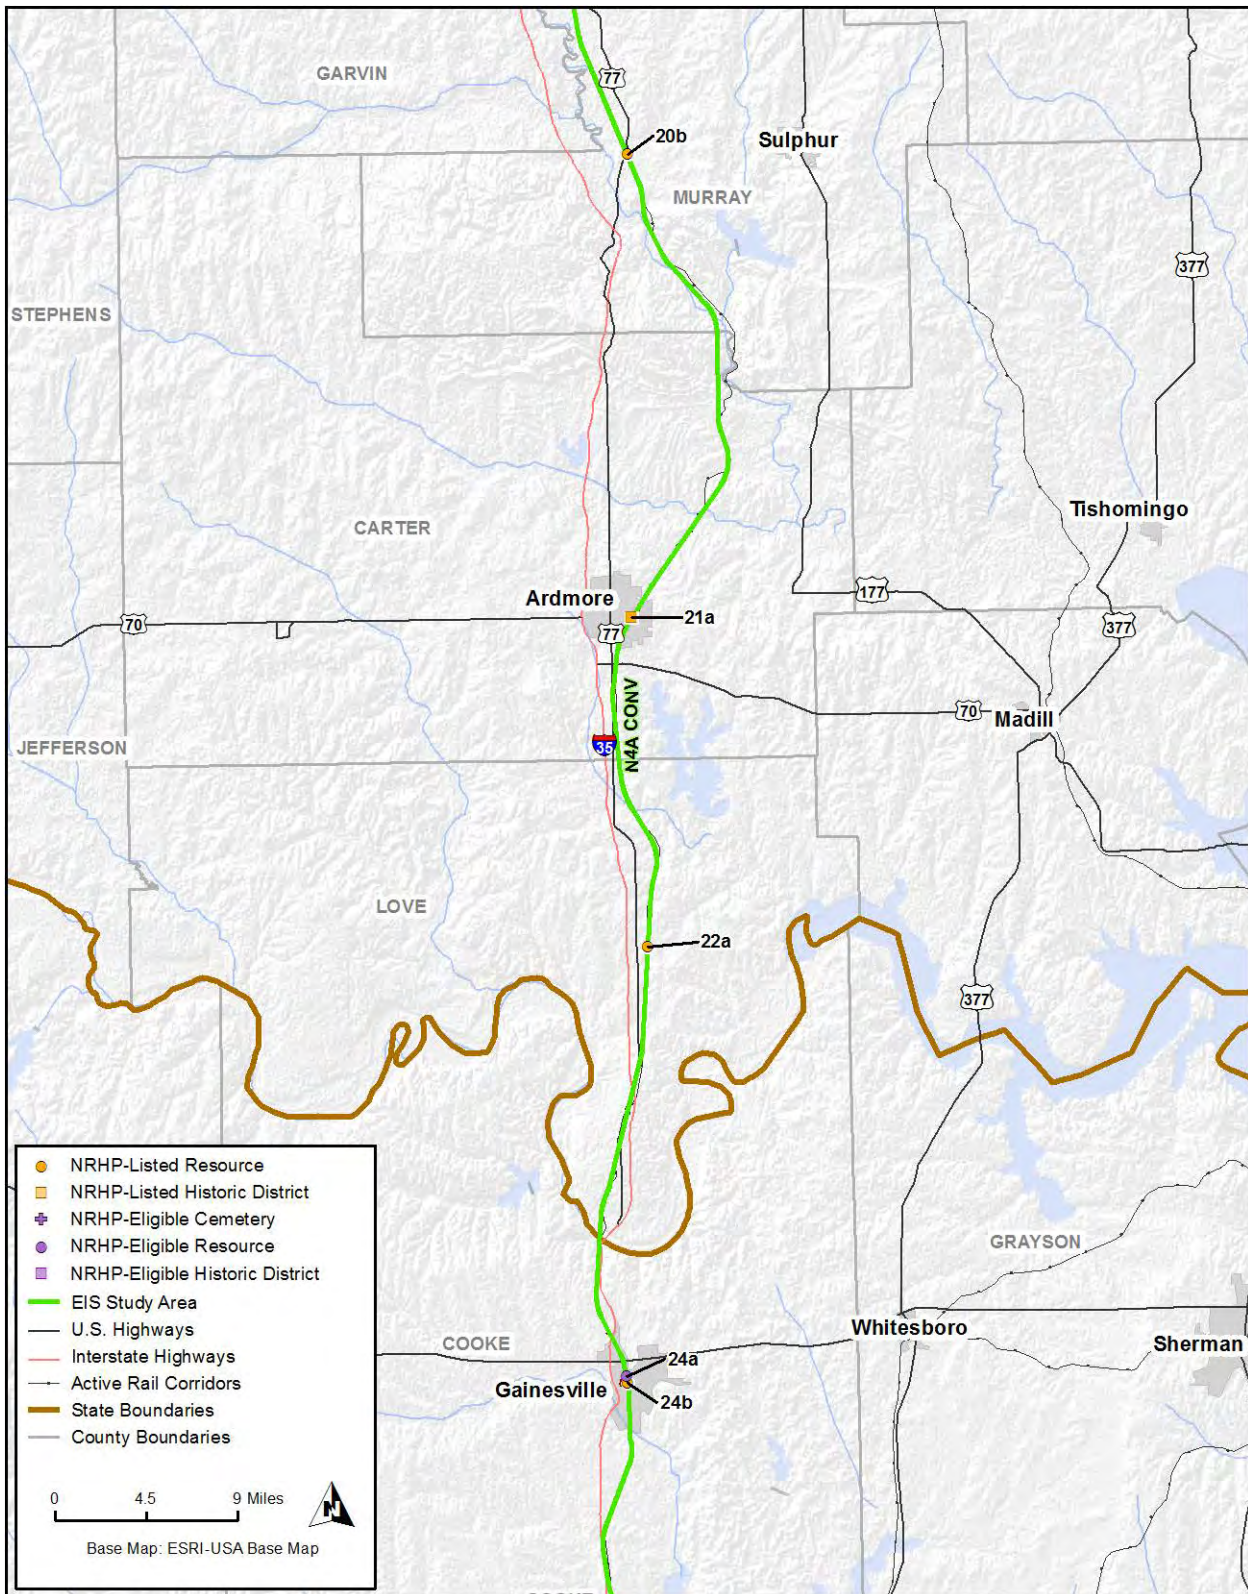 GARVIN
77
20b
Sulphur
MURRAY
377
STEPHENS
Tishomingo
CARTER
Ardmore
177
70
21a
77
377
N4A CONV
70
Madill
35
JEFFERSON
LOVE
22a
377
NRHP-Listed Resource
NRHP-Listed Historic District
NRHP-Eligible Cemetery
NRHP-Eligible Resource
NRHP-Eligible Historic District
EIS Study Area
U.S. Highways
Interstate Highways
Active Rail Corridors
State Boundaries
County Boundaries
0 4.5 9 Miles
N
Base Map: ESRI-USA Base Map
GRAYSON
COOKE
Whitesboro
Sherman
24a
Gainesville
24b
COOKE